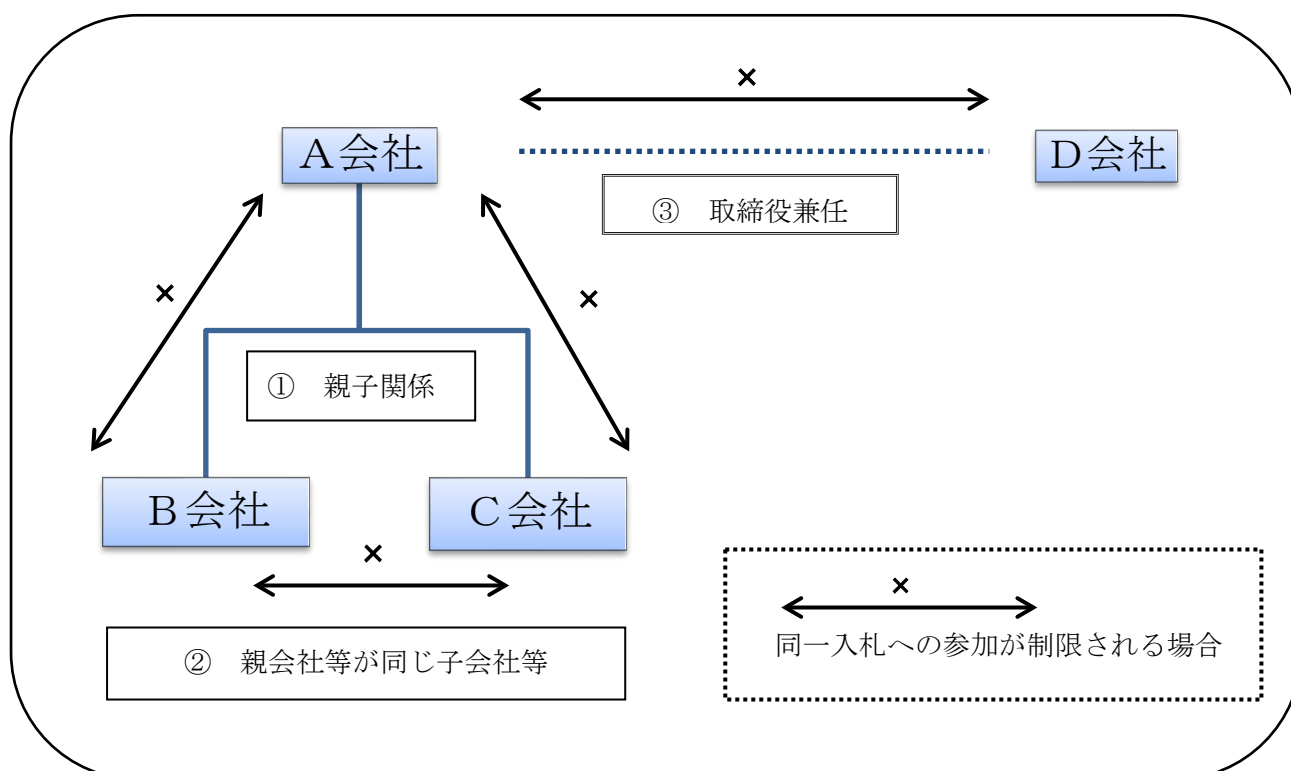 ×
A会社
D会社
③ 取締役兼任
×
×
① 親子関係
B会社
C会社
×
② 親会社等が同じ子会社等
×
同一入札への参加が制限される場合